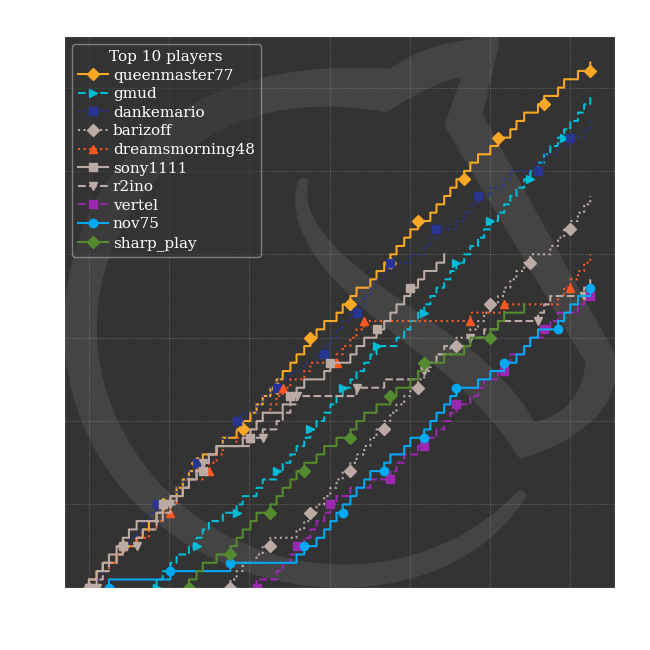 Top 10 players
queenmaster77
gmud
dankemario
barizoff
dreamsmorning48
sony1111
r2ino
vertel
nov75
sharp_play